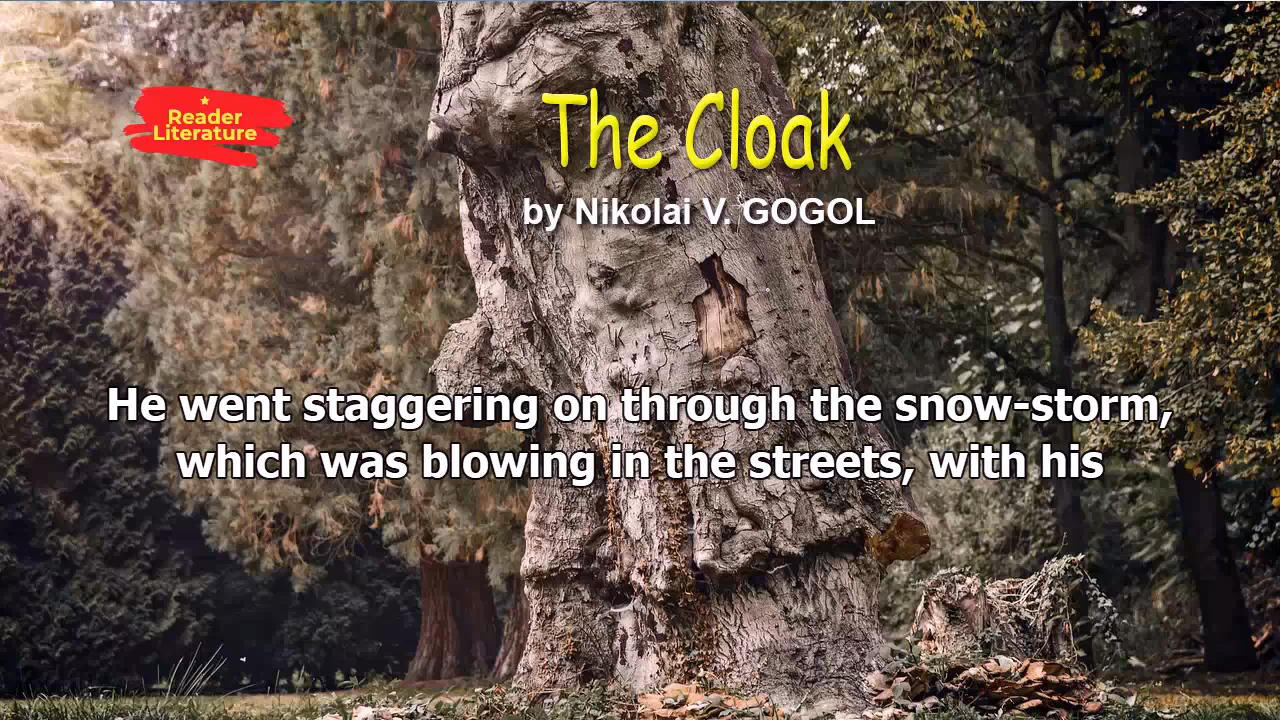 Reader
Literature
The Cloak
by Nikolai V. GOGOL
He went staggering on through the snow-storm,
which was blowing in the streets, with his